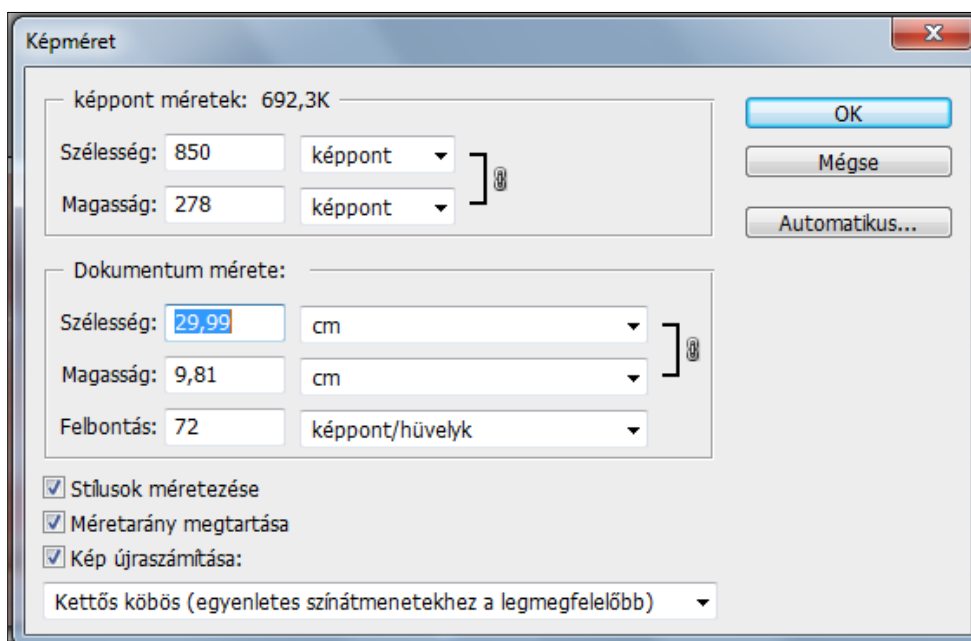 Képméret
képpont méretek: 692,3K
OK
Szélesség: 850 képpont
Mégse
Magasság: 278 képpont
Automatikus...
Dokumentum mérete:
Szélesség: 29,99 cm
Magasság: 9,81 cm
Felbontás: 72 képpont/hüvelyk
Stílusok méretezése
Méretarány megtartása
Kép újraszámítása:
Kettős köbös (egyenletes színátmenetekhez a legmegfelelőbb)